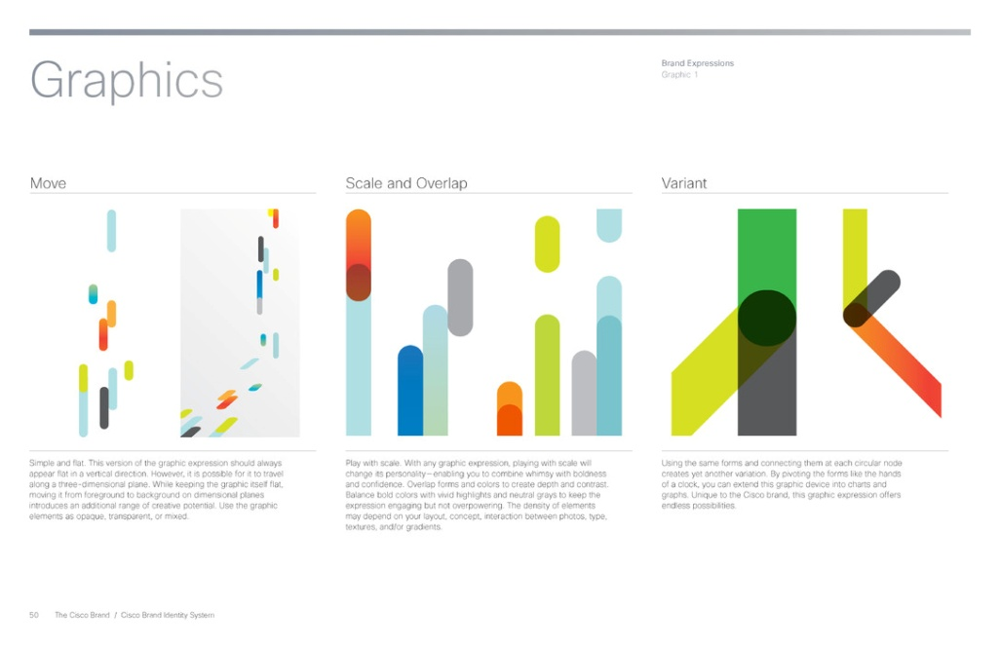 Graphics
Brand Expressions
Graphic 1
Move
Simple and flat. This version of the graphic expression should always
appear flat in a vertical direction. However, it is possible for it to travel
along a three-dimensional plane. While keeping the graphic itself flat,
moving it from foreground to background on dimensional planes
introduces an additional range of creative potential. Use the graphic
elements as opaque, transparent, or mixed.
Scale and Overlap
Play with scale. With any graphic expression, playing with scale will
change its personality—enabling you to combine whimsy with boldness
and confidence. Overlap forms and colors to create depth and contrast.
Balance bold colors with vivid highlights and neutral grays to keep the
expression engaging but not overpowering. The density of elements
may depend on your layout, concept, interaction between photos, type,
textures, and/or gradients.
Variant
Using the same forms and connecting them at each circular node
creates yet another variation. By pivoting the forms like the hands
of a clock, you can extend this graphic device into charts and
graphs. Unique to the Cisco brand, this graphic expression offers
endless possibilities.
50 The Cisco Brand / Cisco Brand Identity System